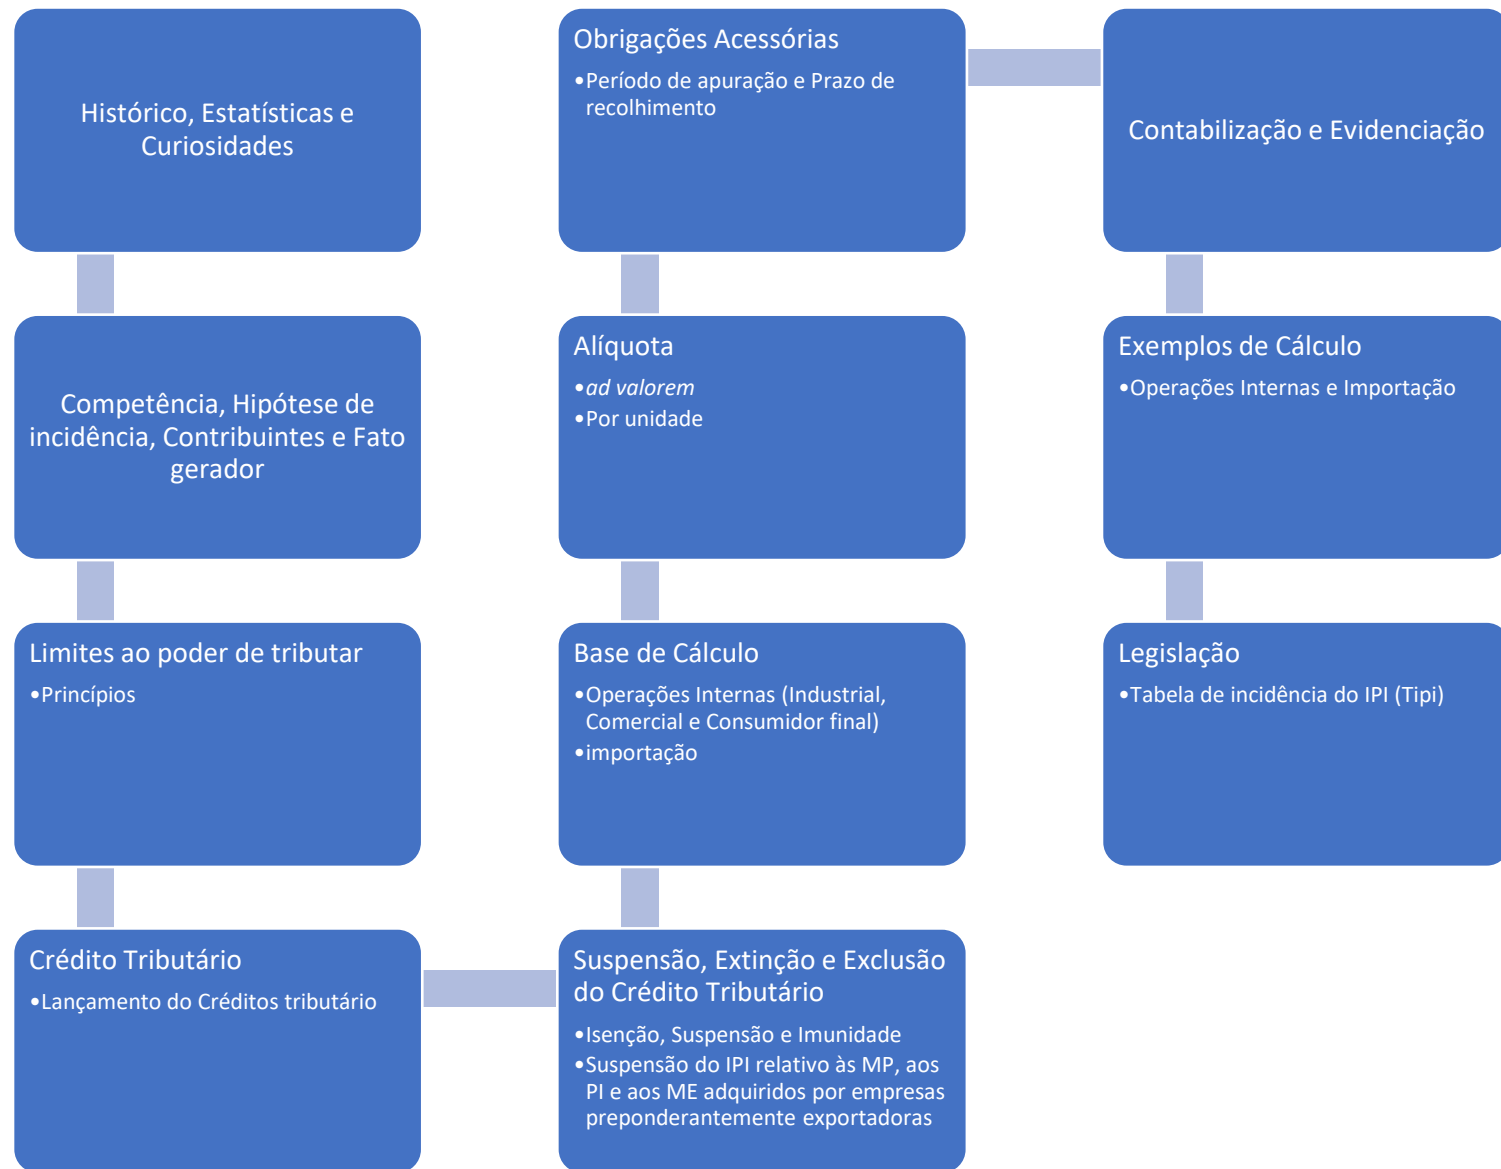 Histórico, Estatísticas e
Curiosidades
Competência, Hipótese de
incidência, Contribuintes e Fato
gerador
Limites ao poder de tributar
•Princípios
Crédito Tributário
•Lançamento do Créditos tributário
Suspensão, Extinção e Exclusão
do Crédito Tributário
•Isenção, Suspensão e Imunidade
•Suspensão do IPI relativo às MP, aos
PI e aos ME adquiridos por empresas
preponderantemente exportadoras
Base de Cálculo
•Operações Internas (Industrial,
Comercial e Consumidor final)
•importação
Alíquota
•ad valorem
•Por unidade
Obrigações Acessórias
•Período de apuração e Prazo de
recolhimento
Contabilização e Evidenciação
Exemplos de Cálculo
•Operações Internas e Importação
Legislação
•Tabela de incidência do IPI (Tipi)